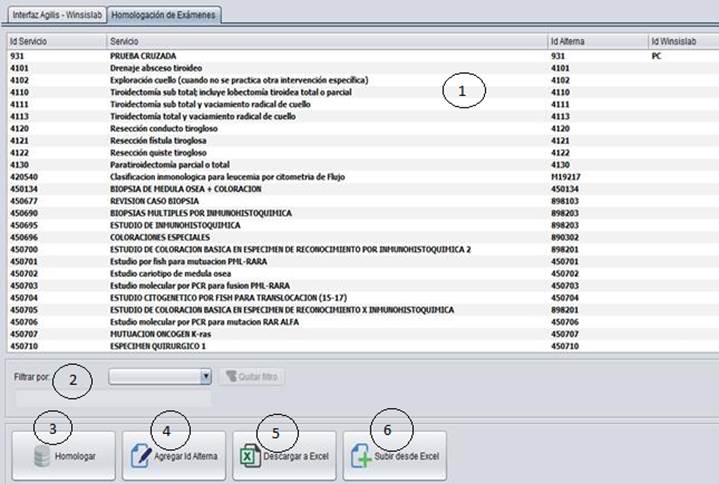 Interfaz Agilis - Winsislab Homologación de Exámenes
Id Servicio Servicio Id Alterna Id Winsislab
931 PRUEBA CRUZADA 931 PC
4101 Drenaje absceso tiroideo 4101
4102 Exploración cuello (cuando no se practica otra intervención específica) 4102
4110 Tiroidectomía sub total; incluye lobectomía tiroidea total o parcial 4110
4111 Tiroidectomía sub total y vaciamiento radical de cuello 4111
4113 Tiroidectomía total y vaciamiento radical de cuello 4113
4120 Resección conducto tirogloso 4120
4121 Resección fístula tiroglosa 4121
4122 Resección quiste tirogloso 4122
4130 Paratiroidectomía parcial o total 4130
420540 Clasificacion inmonologica para leucemia por citometria de Flujo M19217
450134 BIOPSIA DE MEDULA OSEA + COLORACION 450134
450677 REVISION CASO BIOPSIA 898103
450690 BIOPSIAS MULTIPLES POR INMUNOHISTOQUIMICA 898203
450695 ESTUDIO DE INMUNOHISTOQUIMICA 898203
450696 COLORACIONES ESPECIALES 890302
450700 ESTUDIO DE COLORACION BASICA EN ESPECIMEN DE RECONOCIMIENTO POR INMUNOHISTOQUIMICA 2 898201
450701 Estudio por fish para mutuacion PML-RARA 450701
450702 Estudio cariotipo de medula osea 450702
450703 Estudio molecular por PCR para fusion PML-RARA 450703
450704 ESTUDIO CITOGENETICO POR FISH PARA TRANSLOCACION (15-17) 450704
450705 ESTUDIO DE COLORACION BASICA EN ESPECIMEN DE RECONOCIMIENTO X INMUNOHISTOQUIMICA 898201
450706 Estudio molecular por PCR para mutacion RAR ALFA 450706
450707 MUTUACION ONCOGEN K-ras 450707
450710 ESPECIMEN QUIRURGICO 1 450710
1
Filtrar por: 2 Quitar filtro
3 4 5 6
Homologar Agregar Id Alterna Descargar a Excel Subir desde Excel